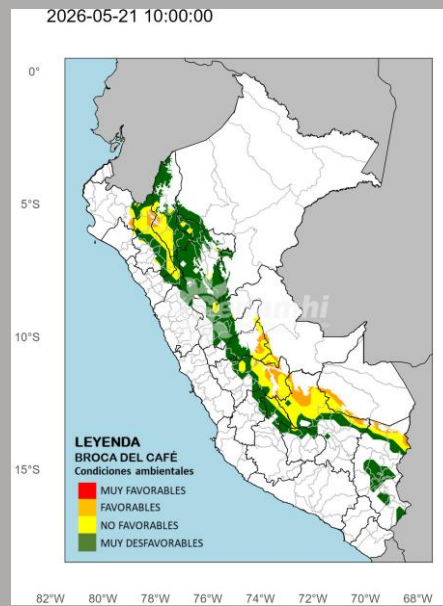 2026-05-21 10:00:00
0°
5°S
10°S
15°S
senamhi
LEYENDA
BROCA DEL CAFÉ
Condiciones ambientales
MUY FAVORABLES
FAVORABLES
NO FAVORABLES
MUY DESFAVORABLES
82°W 80°W 78°W 76°W 74°W 72°W 70°W 68°W